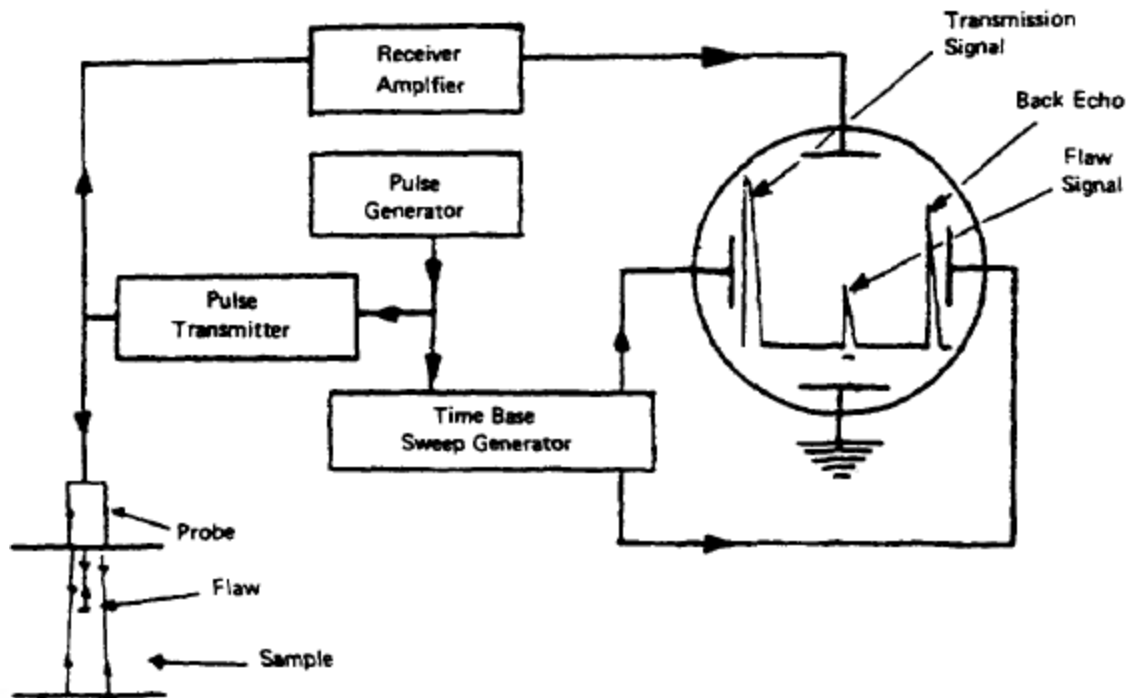 Transmission
Signal
Receiver
Amplfier
Back Echo
Flaw
Signal
Pulse
Generator
Pulse
Transmitter
Time Base
Sweep Generator
Probe
Flaw
Sample